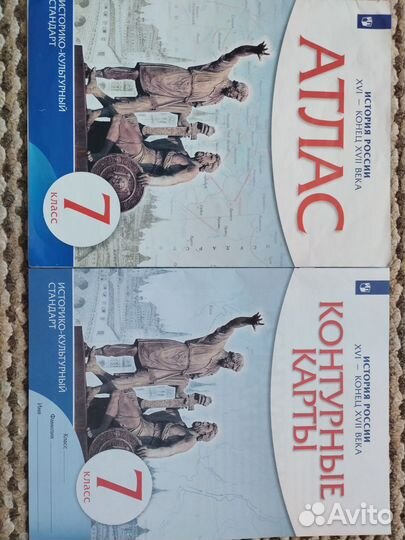 ИСТОРИЯ РОССИИ
XVI – КОНЕЦ XVII ВЕКА
АТЛАС
ИСТОРИКО-КУЛЬТУРНЫЙ
СТАНДАРТ
7
класс
ИСТОРИЯ РОССИИ
XVI – КОНЕЦ XVII ВЕКА
КОНТУРНЫЕ
КАРТЫ
ИСТОРИКО-КУЛЬТУРНЫЙ
СТАНДАРТ
7
класс
Класс
Фамилия
Имя
Avito